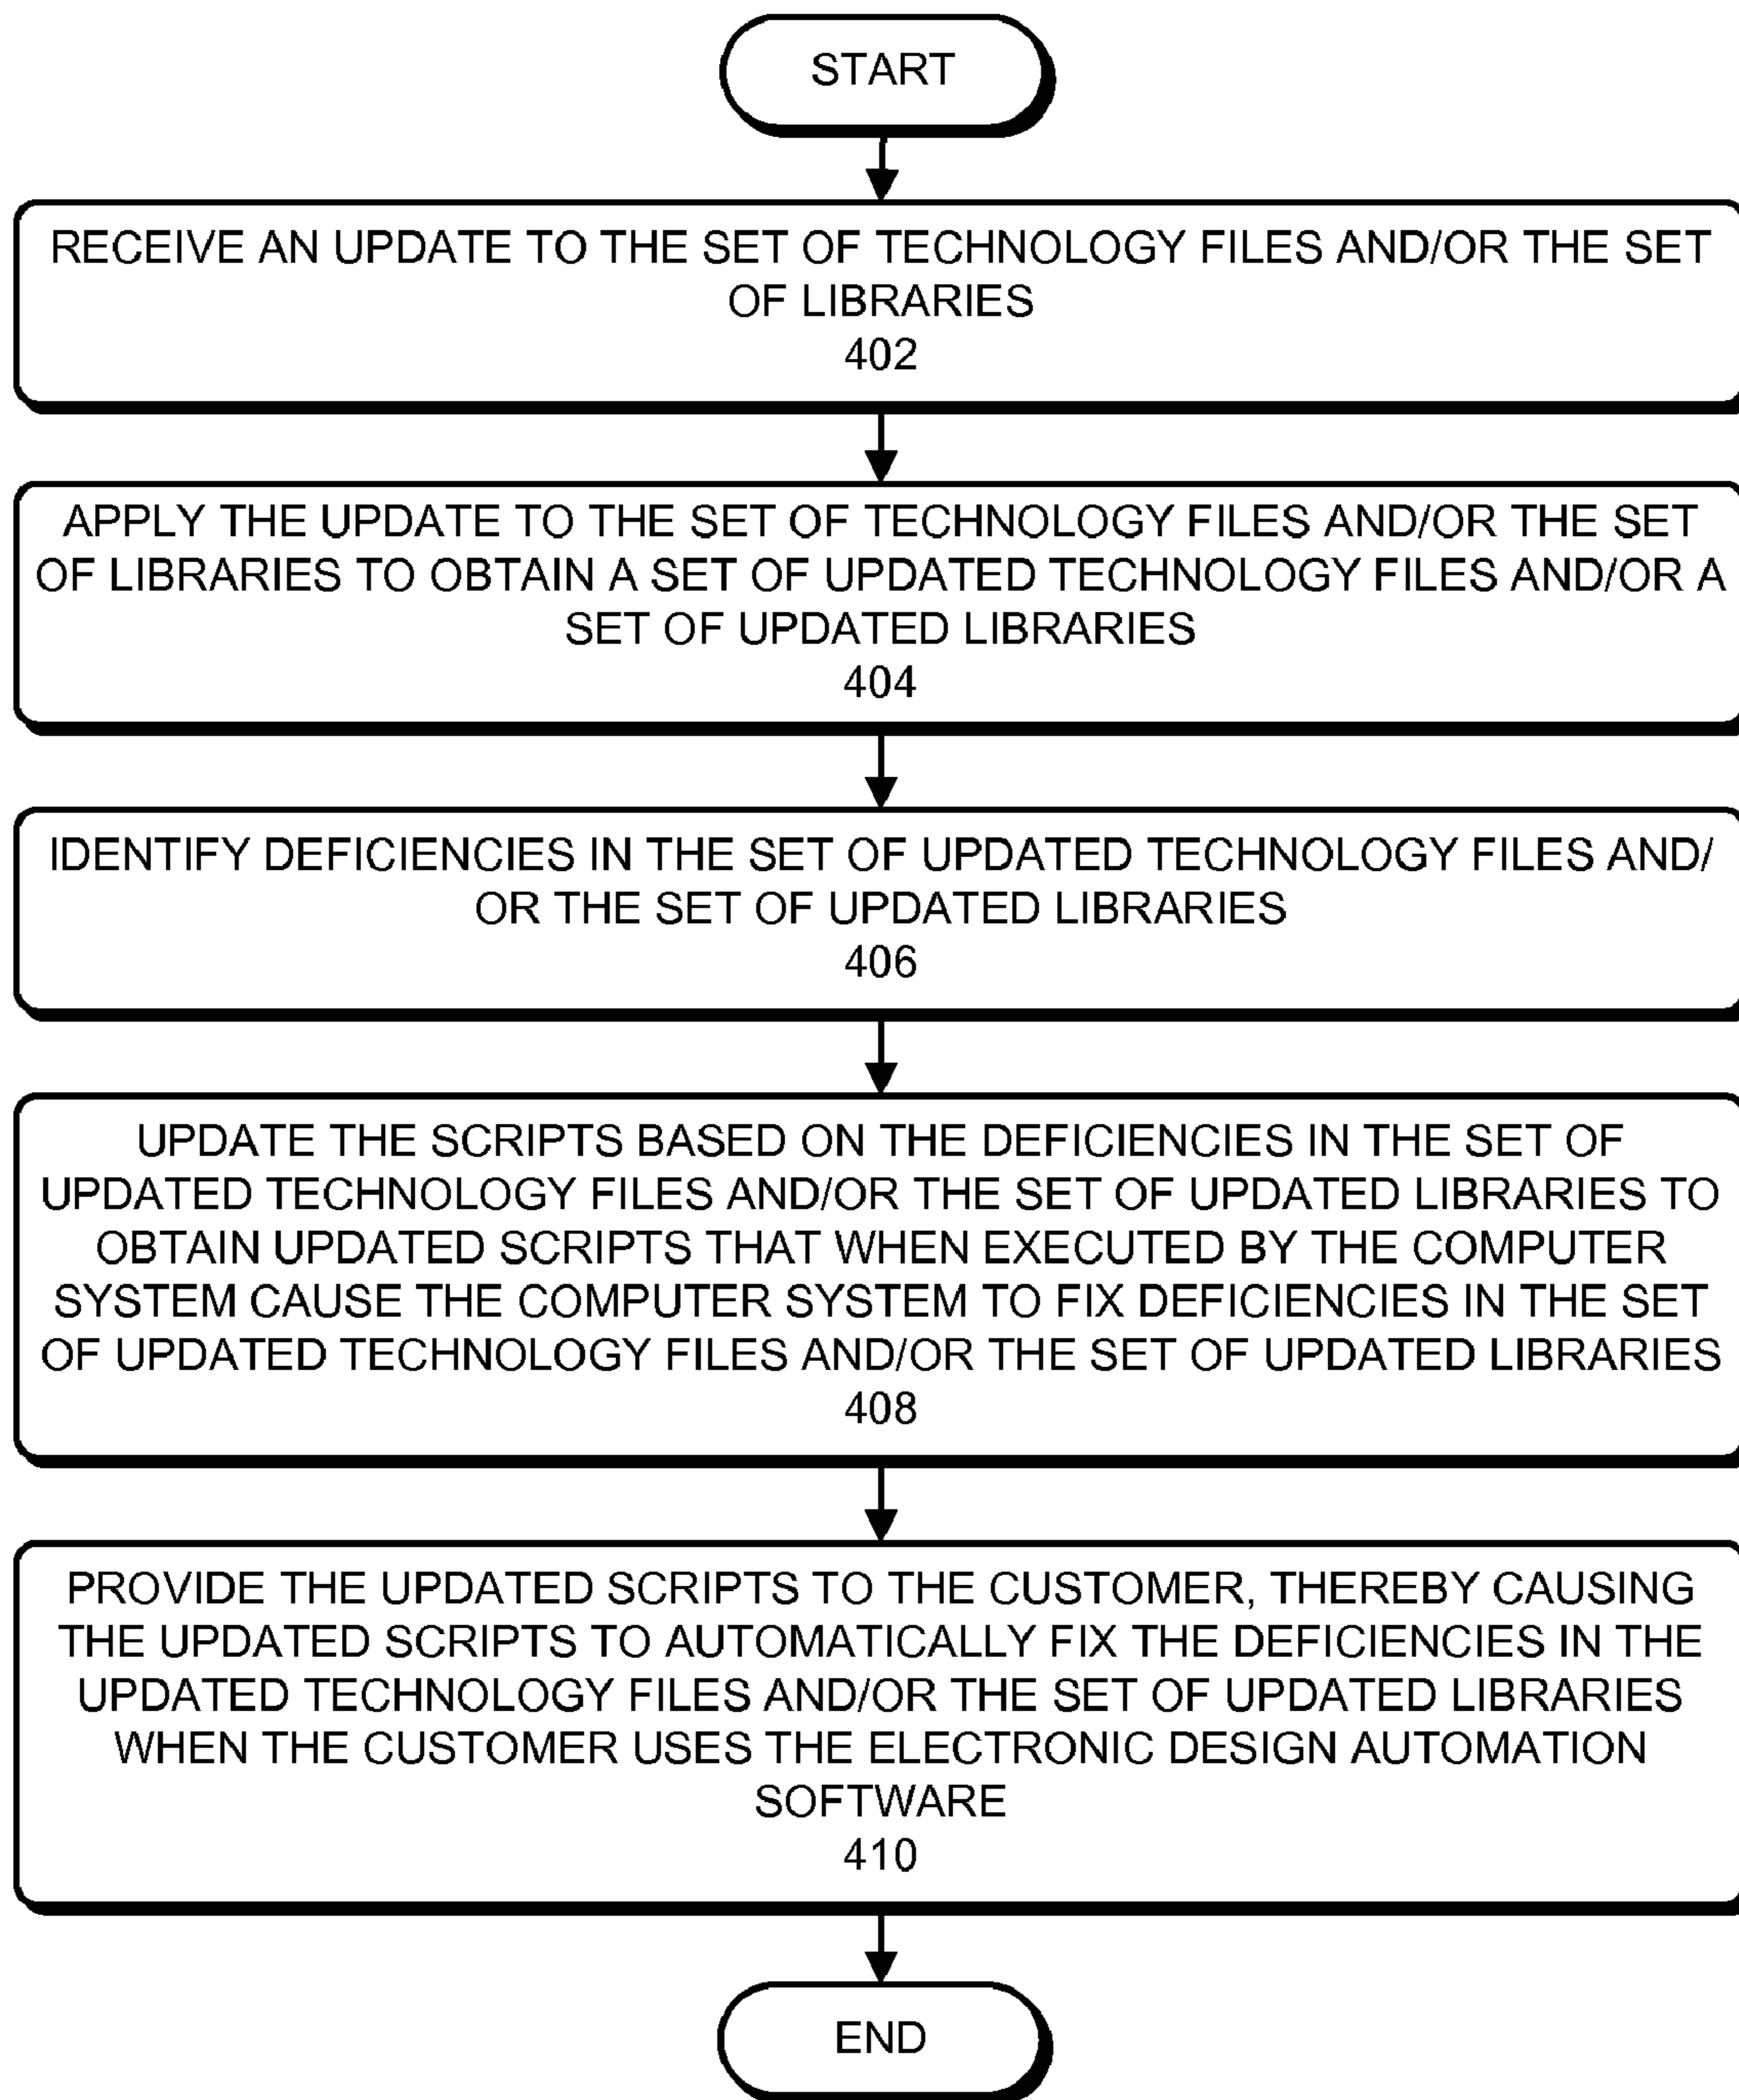 START
RECEIVE AN UPDATE TO THE SET OF TECHNOLOGY FILES AND/OR THE SET
OF LIBRARIES
402
APPLY THE UPDATE TO THE SET OF TECHNOLOGY FILES AND/OR THE SET
OF LIBRARIES TO OBTAIN A SET OF UPDATED TECHNOLOGY FILES AND/OR A
SET OF UPDATED LIBRARIES
404
IDENTIFY DEFICIENCIES IN THE SET OF UPDATED TECHNOLOGY FILES AND/
OR THE SET OF UPDATED LIBRARIES
406
UPDATE THE SCRIPTS BASED ON THE DEFICIENCIES IN THE SET OF
UPDATED TECHNOLOGY FILES AND/OR THE SET OF UPDATED LIBRARIES TO
OBTAIN UPDATED SCRIPTS THAT WHEN EXECUTED BY THE COMPUTER
SYSTEM CAUSE THE COMPUTER SYSTEM TO FIX DEFICIENCIES IN THE SET
OF UPDATED TECHNOLOGY FILES AND/OR THE SET OF UPDATED LIBRARIES
408
PROVIDE THE UPDATED SCRIPTS TO THE CUSTOMER, THEREBY CAUSING
THE UPDATED SCRIPTS TO AUTOMATICALLY FIX THE DEFICIENCIES IN THE
UPDATED TECHNOLOGY FILES AND/OR THE SET OF UPDATED LIBRARIES
WHEN THE CUSTOMER USES THE ELECTRONIC DESIGN AUTOMATION
SOFTWARE
410
END